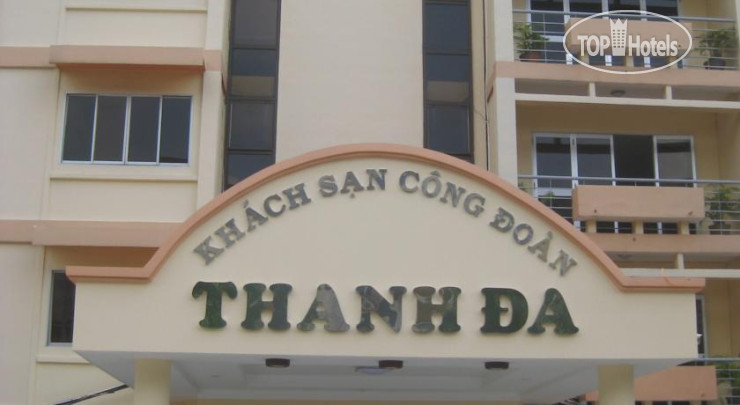 TOP Hotels
KHÁCH SẠN CÔNG ĐOÀN
THANH ĐA